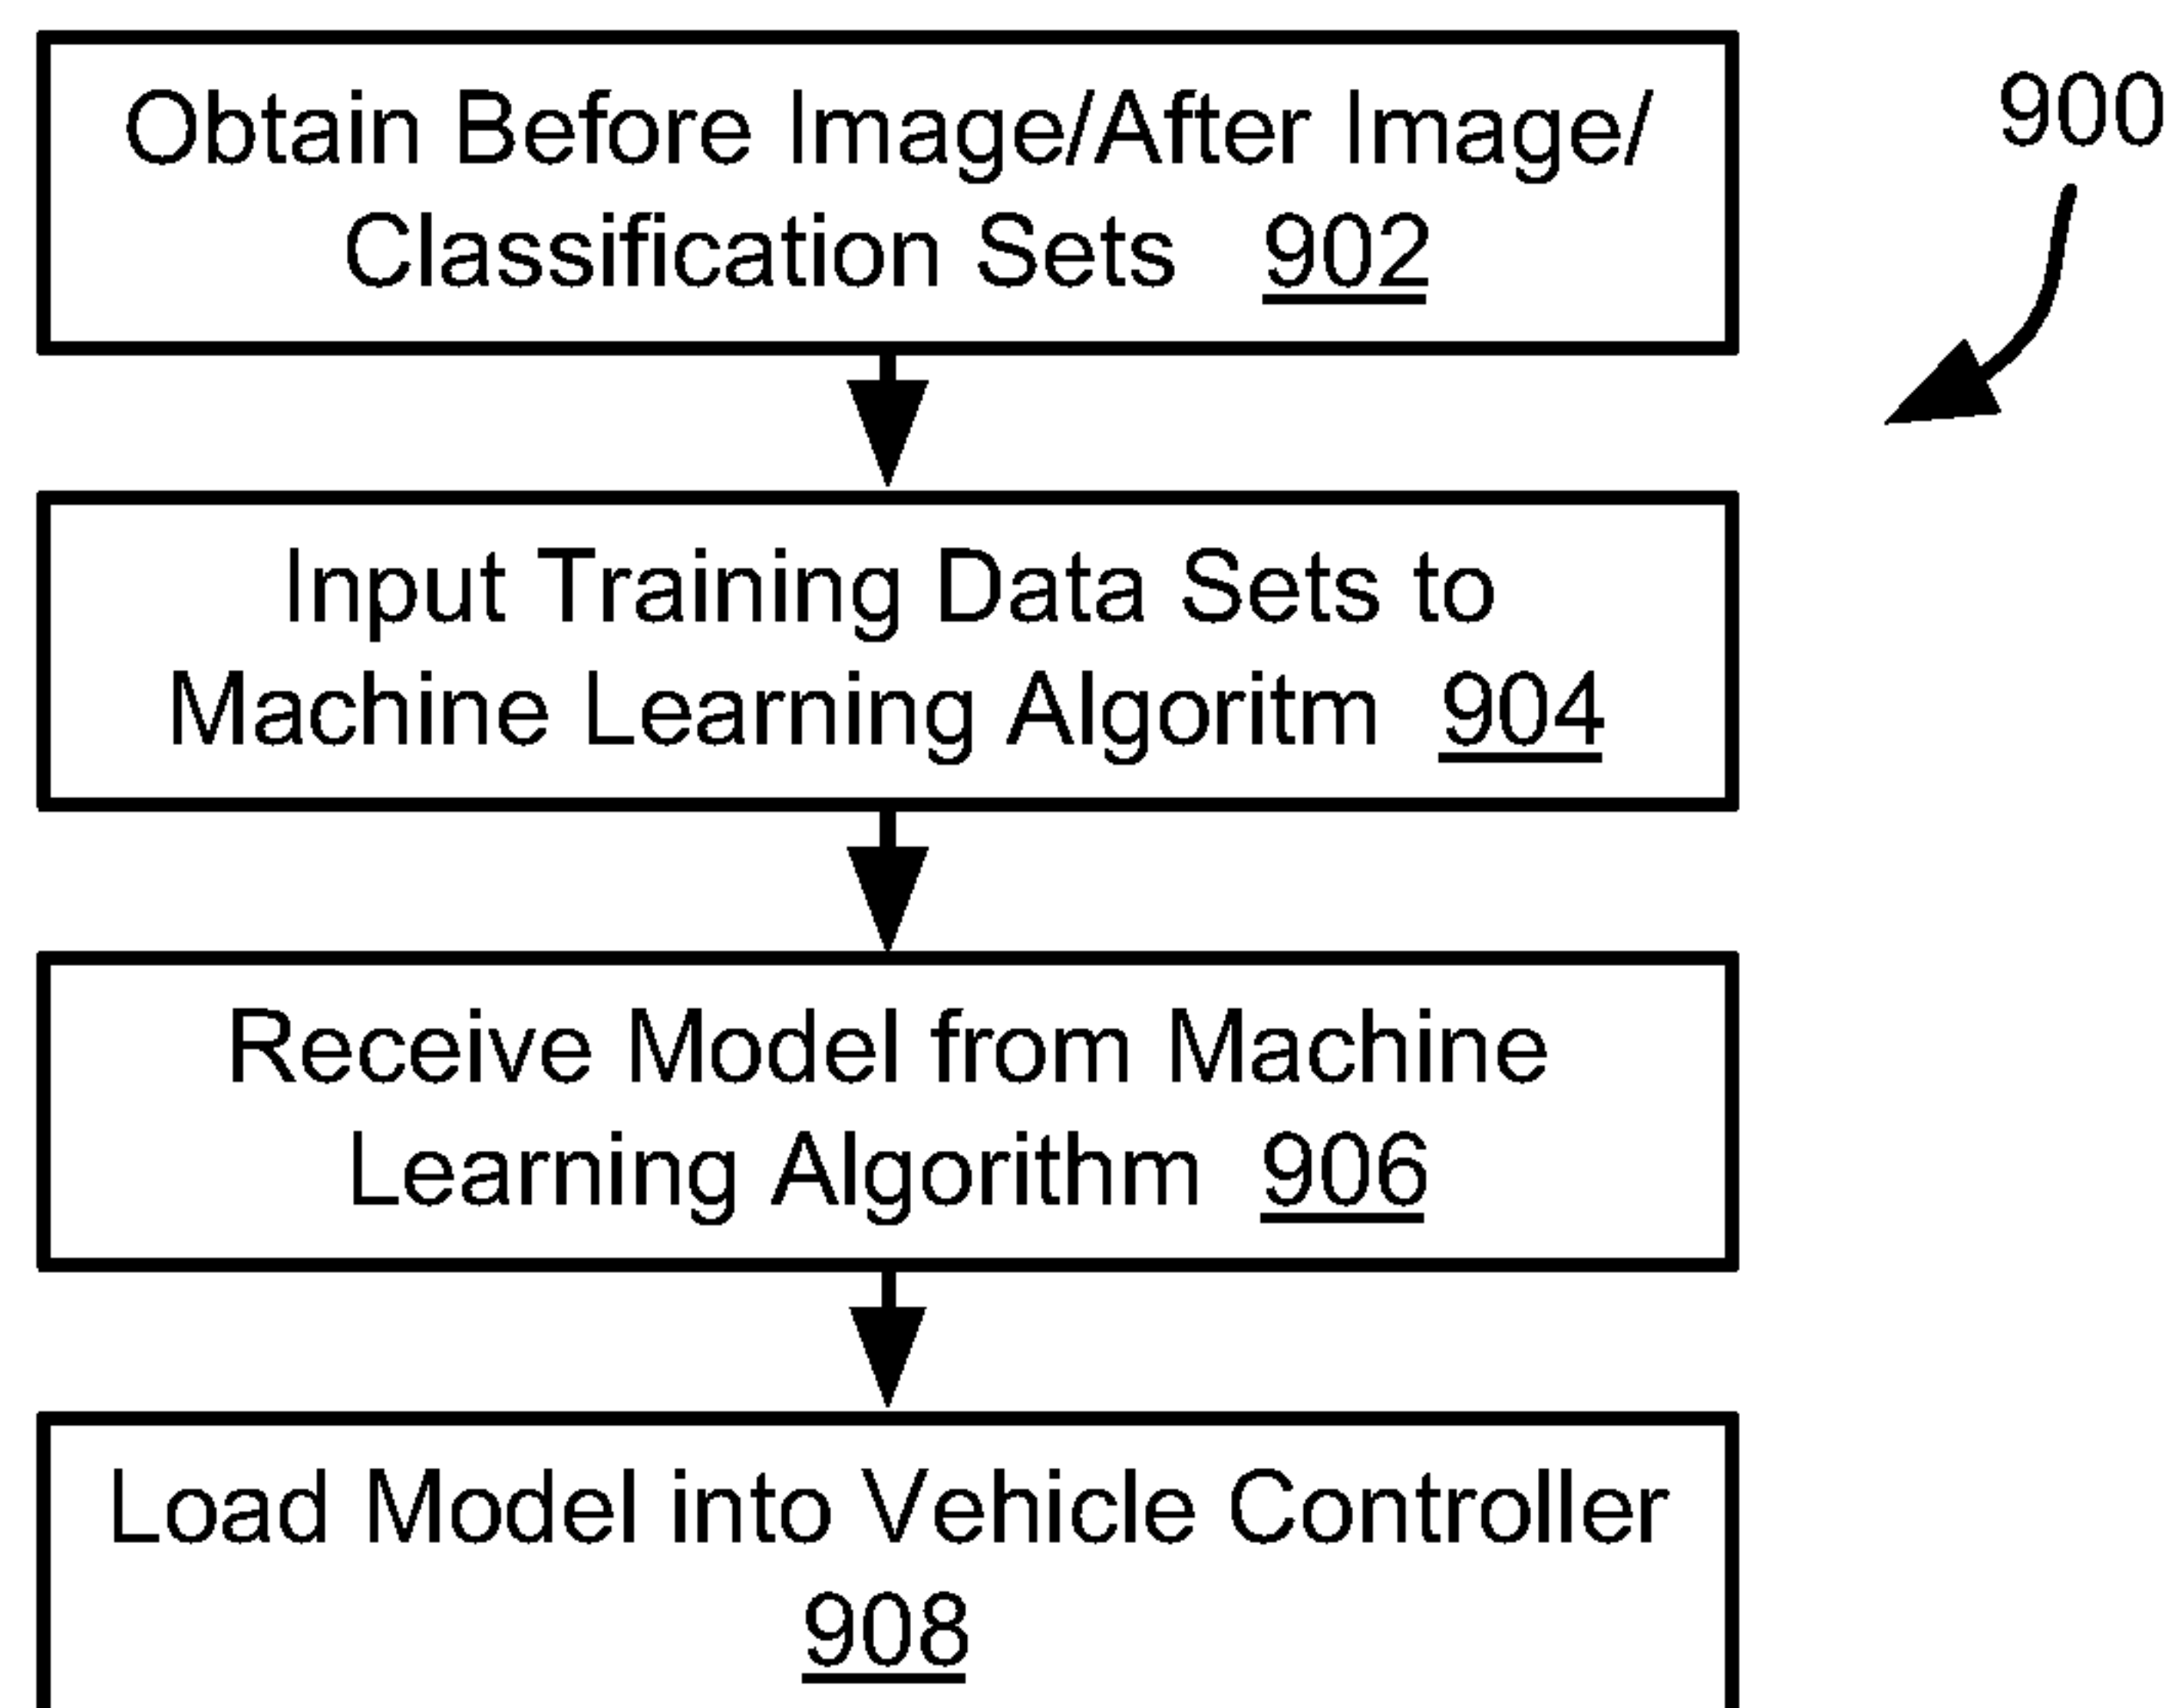 Obtain Before Image/After Image/
Classification Sets 902
900
Input Training Data Sets to
Machine Learning Algoritm 904
Receive Model from Machine
Learning Algorithm 906
Load Model into Vehicle Controller
908